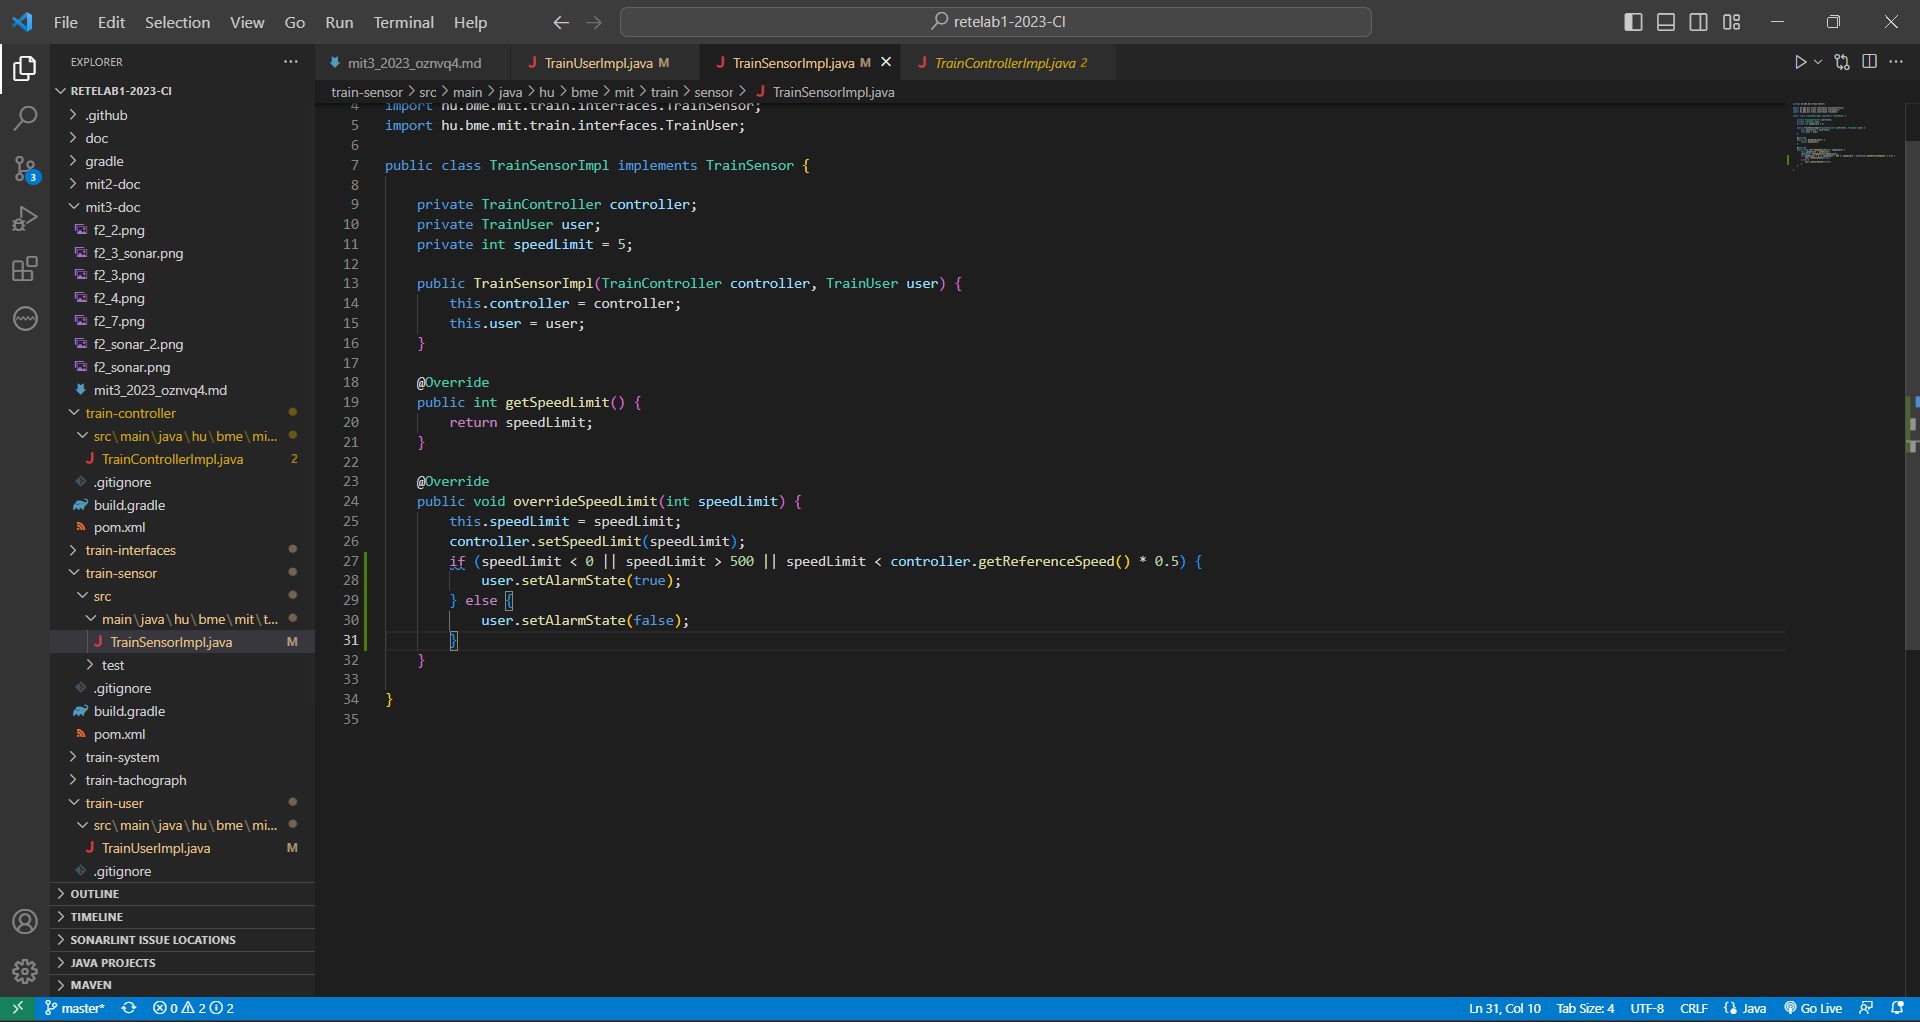 File Edit Selection View Go Run Terminal Help
retelab1-2023-CI
EXPLORER
RETELAB1-2023-CI
.github
doc
gradle
mit2-doc
mit3-doc
f2_2.png
f2_3_sonar.png
f2_3.png
f2_4.png
f2_7.png
f2_sonar_2.png
f2_sonar.png
mit3_2023_oznvq4.md
train-controller
src\main\java\hu\bme\mi...
TrainControllerImpl.java 2
.gitignore
build.gradle
pom.xml
train-interfaces
train-sensor
src
main\java\hu\bme\mit\t...
TrainSensorImpl.java M
test
.gitignore
build.gradle
pom.xml
train-system
train-tachograph
train-user
src\main\java\hu\bme\mi...
TrainUserImpl.java M
.gitignore
OUTLINE
TIMELINE
SONARLINT ISSUE LOCATIONS
JAVA PROJECTS
MAVEN
3
mit3_2023_oznvq4.md TrainUserImpl.java M TrainSensorImpl.java M TrainControllerImpl.java 2
train-sensor > src > main > java > hu > bme > mit > train > sensor > TrainSensorImpl.java
4 import hu.bme.mit.train.interfaces.TrainSensor;
5 import hu.bme.mit.train.interfaces.TrainUser;
6
7 public class TrainSensorImpl implements TrainSensor {
8
9 private TrainController controller;
10 private TrainUser user;
11 private int speedLimit = 5;
12
13 public TrainSensorImpl(TrainController controller, TrainUser user) {
14 this.controller = controller;
15 this.user = user;
16 }
17
18 @Override
19 public int getSpeedLimit() {
20 return speedLimit;
21 }
22
23 @Override
24 public void overrideSpeedLimit(int speedLimit) {
25 this.speedLimit = speedLimit;
26 controller.setSpeedLimit(speedLimit);
27 if (speedLimit < 0 || speedLimit > 500 || speedLimit < controller.getReferenceSpeed() * 0.5) {
28 user.setAlarmState(true);
29 } else {
30 user.setAlarmState(false);
31 }
32 }
33
34 }
35
master* 0 2 2 Ln 31, Col 10 Tab Size: 4 UTF-8 CRLF {} Java Go Live